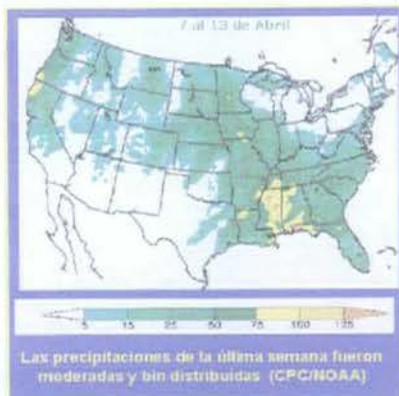 7 al 13 de Abril
5 15 25 50 75 100 125
Las precipitaciones de la última semana fueron
moderadas y bin distribuidas (CPC/NOAA)